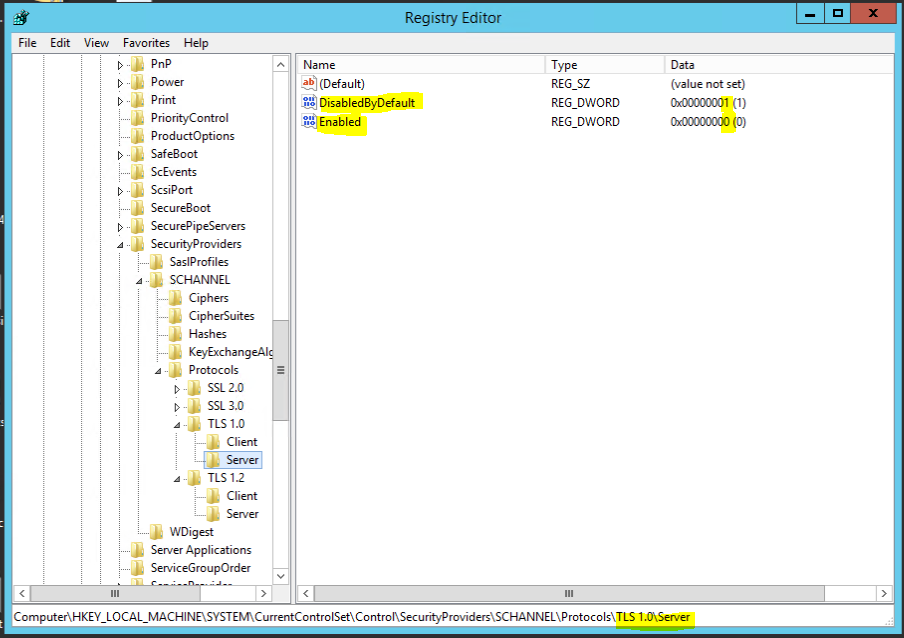 Registry Editor
File Edit View Favorites Help
PnP
Power
Print
PriorityControl
ProductOptions
SafeBoot
ScEvents
ScsiPort
SecureBoot
SecurePipeServers
SecurityProviders
SaslProfiles
SCHANNEL
Ciphers
CipherSuites
Hashes
KeyExchangeAlg
Protocols
SSL 2.0
SSL 3.0
TLS 1.0
Client
Server
TLS 1.2
Client
Server
WDigest
Server Applications
ServiceGroupOrder
ServiceProvider
Name Type Data
(Default) REG_SZ (value not set)
DisabledByDefault REG_DWORD 0x00000001 (1)
Enabled REG_DWORD 0x00000000 (0)
Computer\HKEY_LOCAL_MACHINE\SYSTEM\CurrentControlSet\Control\SecurityProviders\SCHANNEL\Protocols\TLS 1.0\Server